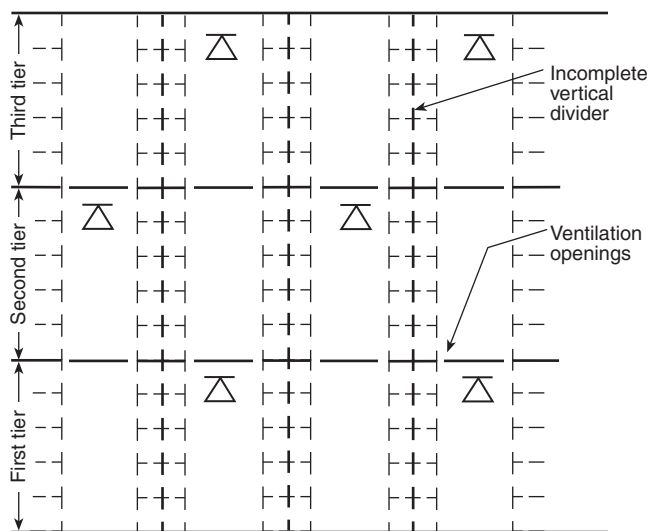 Third tier
Second tier
First tier
Incomplete
vertical
divider
Ventilation
openings